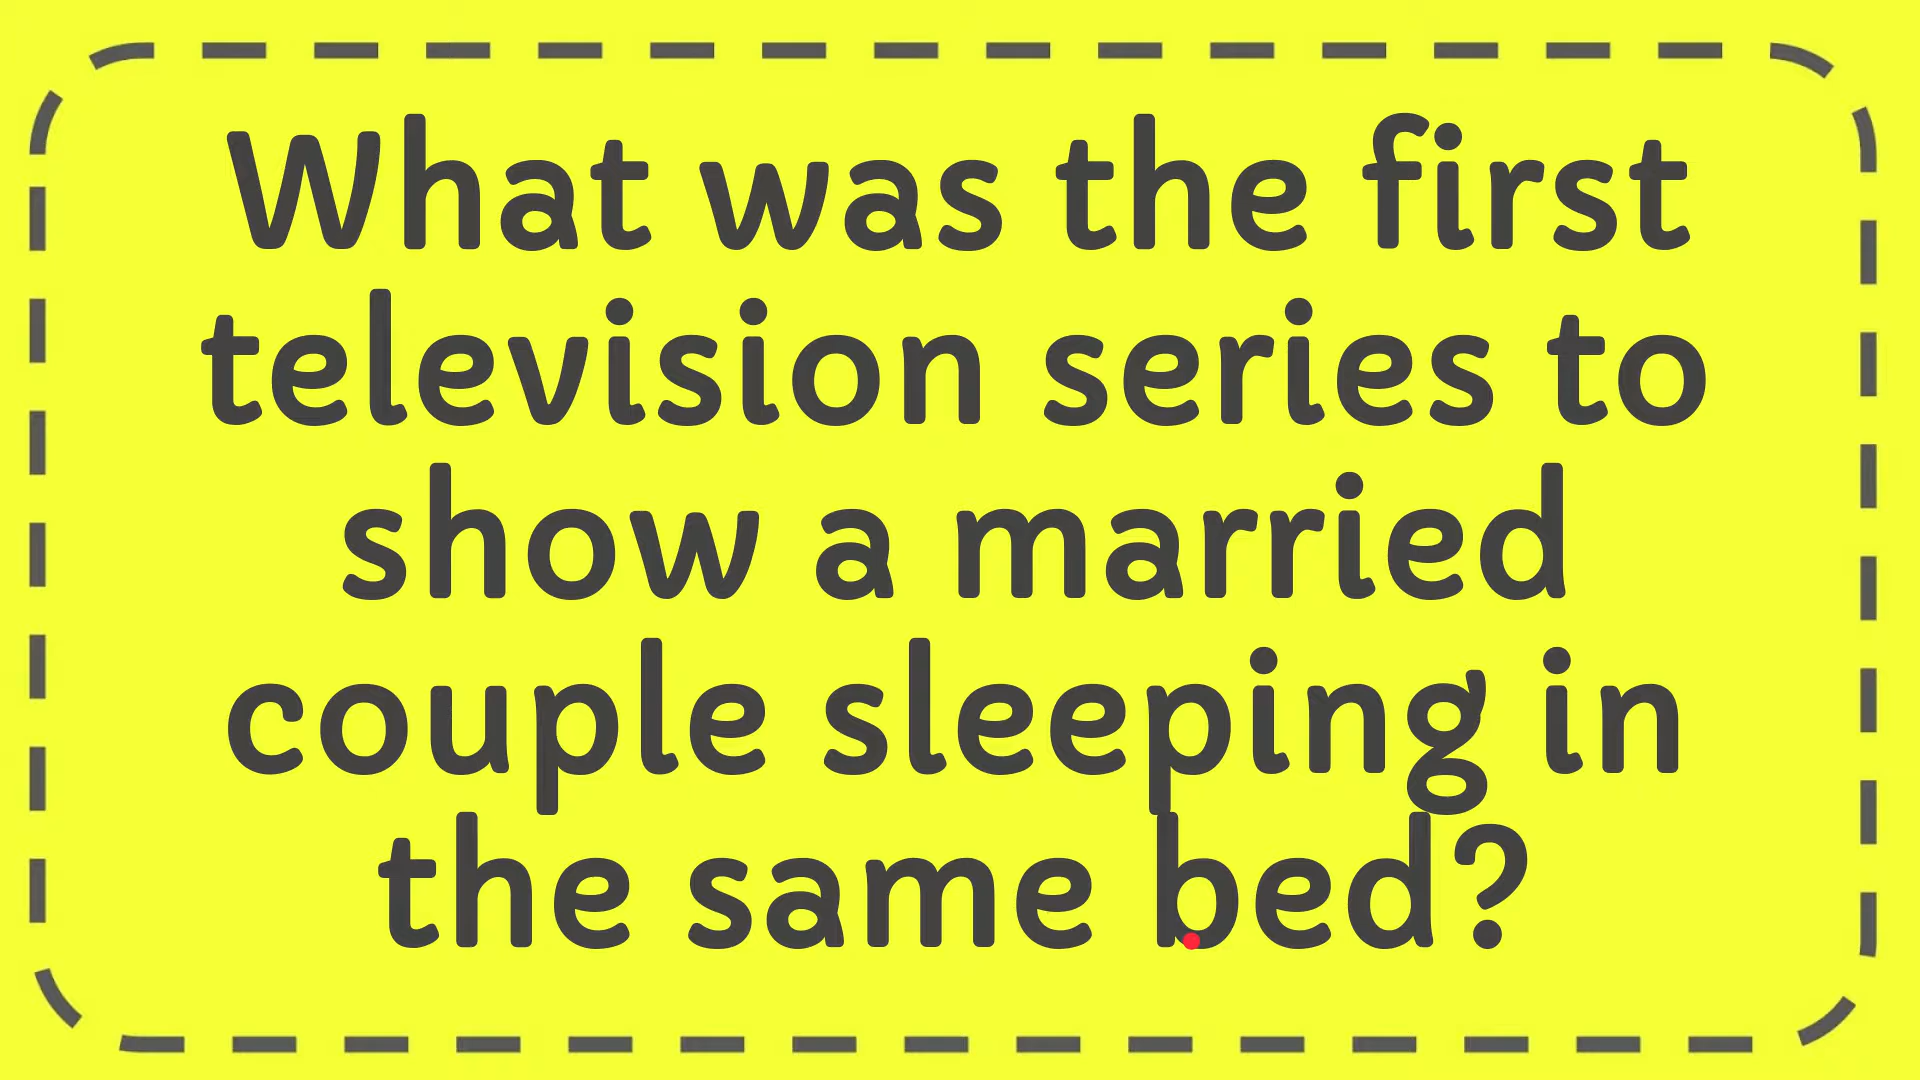 What was the first
television series to
show a married
couple sleeping in
the same bed?